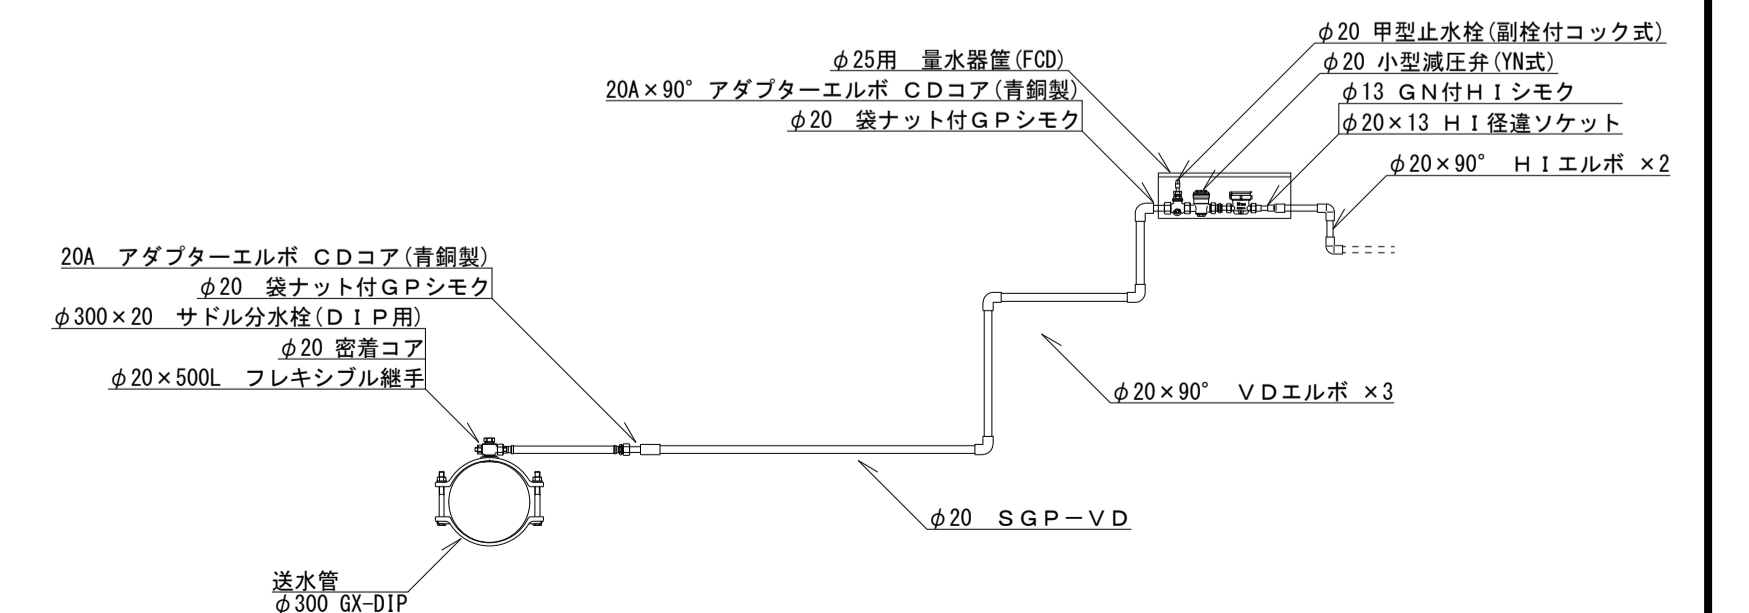 φ20 甲型止水栓(副栓付コック式)
φ25用　量水器筐(FCD)
φ20 小型減圧弁(YN式)
20A×90° アダプターエルボ ＣＤコア(青銅製)
φ13 ＧＮ付ＨＩシモク
φ20　袋ナット付ＧＰシモク
φ20×13 ＨＩ径違ソケット
φ20×90°　ＨＩエルボ ×2
20A　アダプターエルボ ＣＤコア(青銅製)
φ20　袋ナット付ＧＰシモク
φ300×20　サドル分水栓(ＤＩＰ用)
φ20 密着コア
φ20×500L　フレキシブル継手
φ20×90°　ＶＤエルボ ×3
φ20　ＳＧＰ－ＶＤ
送水管
φ300 GX-DIP